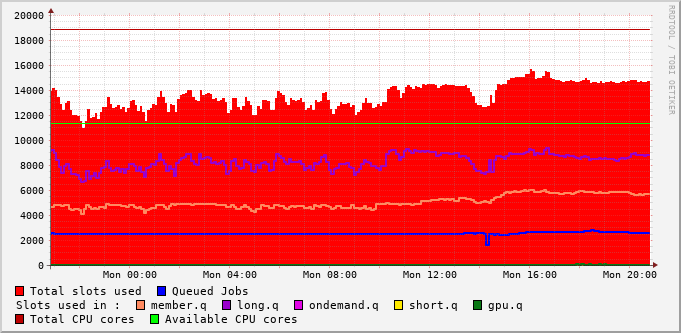 20000
18000
16000
14000
12000
10000
8000
6000
4000
2000
0
Mon 00:00 Mon 04:00 Mon 08:00 Mon 12:00 Mon 16:00 Mon 20:00
Total slots used Queued Jobs
Slots used in : member.q long.q ondemand.q short.q gpu.q
Total CPU cores Available CPU cores
RRDTOOL / TOBI OETIKER